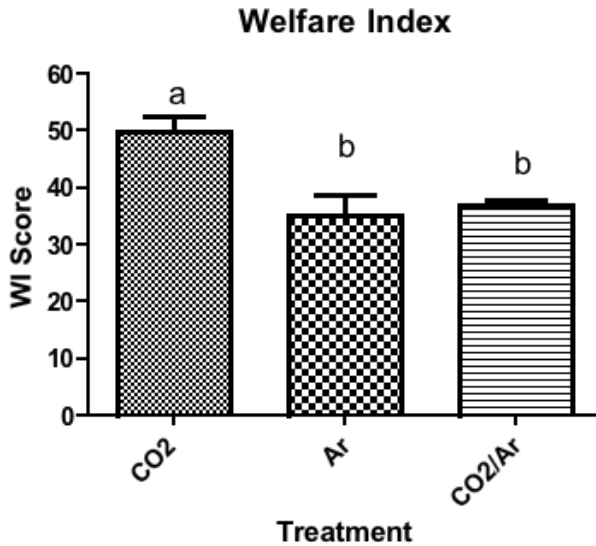 Welfare Index
WI Score
60
50
40
30
20
10
0
a
b
b
CO2
Ar
CO2/Ar
Treatment